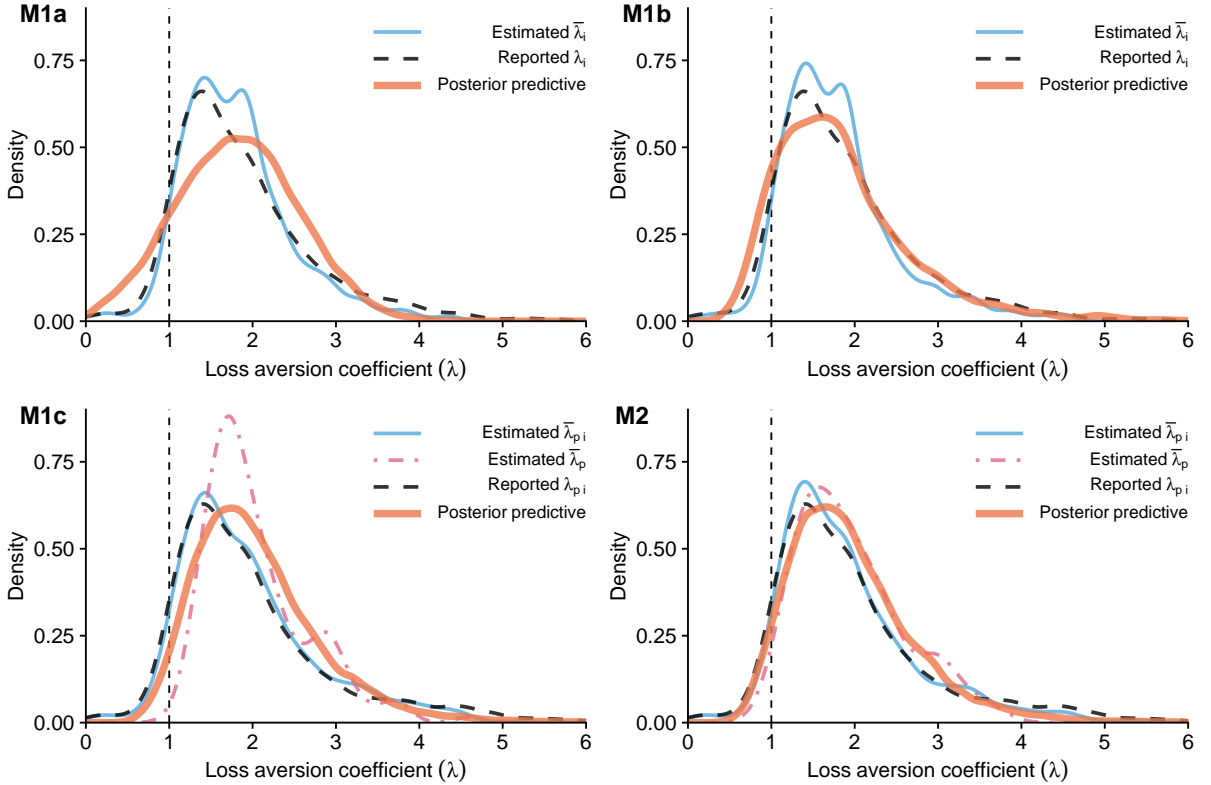 M1a
Estimated λ̅ᵢ
Reported λᵢ
Posterior predictive
0.75
0.50
0.25
0.00
Density
0 1 2 3 4 5 6
Loss aversion coefficient (λ)
M1b
Estimated λ̅ᵢ
Reported λᵢ
Posterior predictive
0.75
0.50
0.25
0.00
Density
0 1 2 3 4 5 6
Loss aversion coefficient (λ)
M1c
Estimated λ̅ₚ ᵢ
Estimated λ̅ₚ
Reported λₚ ᵢ
Posterior predictive
0.75
0.50
0.25
0.00
Density
0 1 2 3 4 5 6
Loss aversion coefficient (λ)
M2
Estimated λ̅ₚ ᵢ
Estimated λ̅ₚ
Reported λₚ ᵢ
Posterior predictive
0.75
0.50
0.25
0.00
Density
0 1 2 3 4 5 6
Loss aversion coefficient (λ)